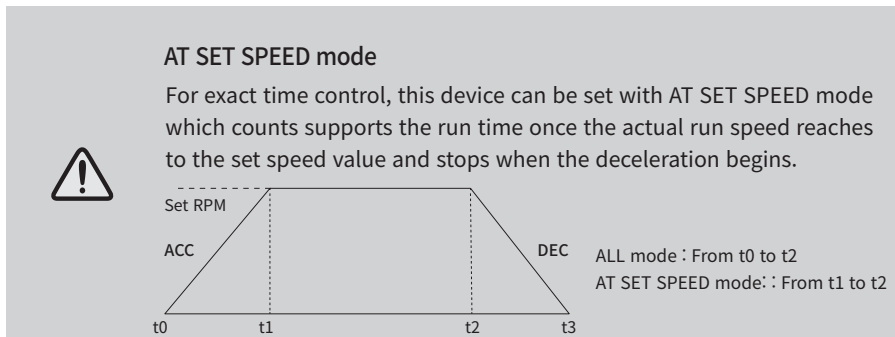 AT SET SPEED mode
For exact time control, this device can be set with AT SET SPEED mode
which counts supports the run time once the actual run speed reaches
to the set speed value and stops when the deceleration begins.
Set RPM
ACC
DEC
ALL mode : From t0 to t2
AT SET SPEED mode: : From t1 to t2
t0
t1
t2
t3